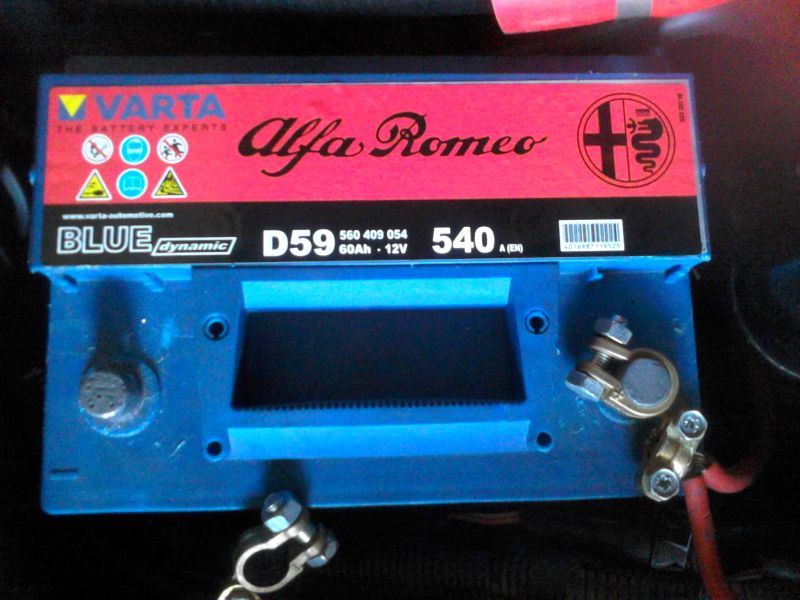 VARTA
THE BATTERY EXPERTS
Alfa Romeo
www.varta-automotive.com
BLUE dynamic
D59 560 409 054
60Ah · 12V
540 A (EN)
4016987119525